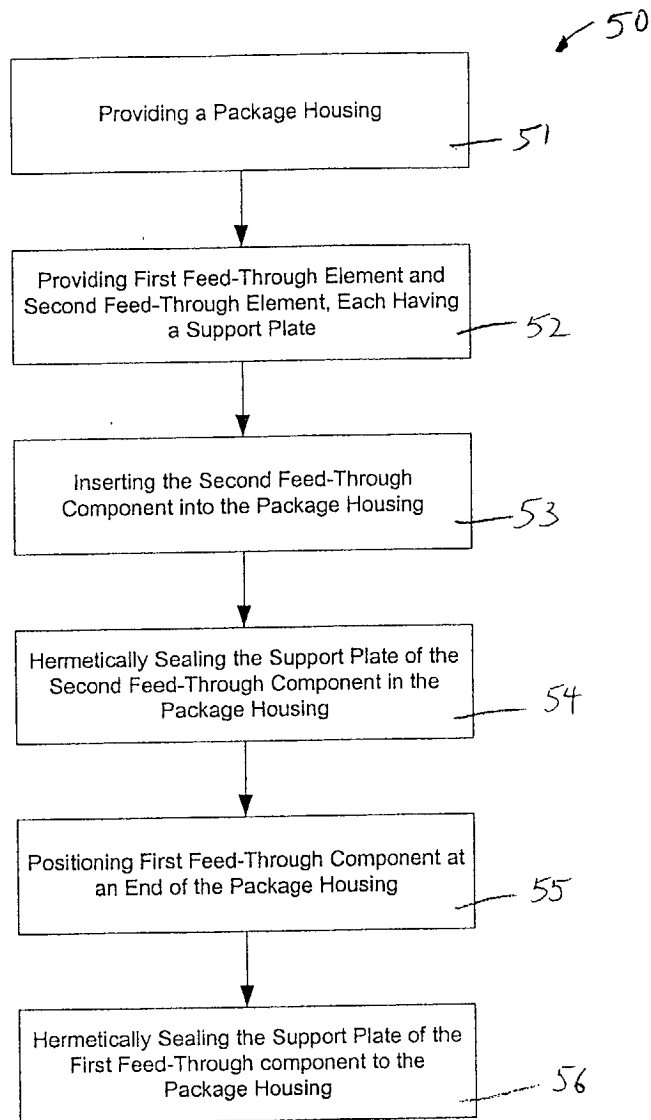 50
Providing a Package Housing
51
Providing First Feed-Through Element and
Second Feed-Through Element, Each Having
a Support Plate
52
Inserting the Second Feed-Through
Component into the Package Housing
53
Hermetically Sealing the Support Plate of the
Second Feed-Through Component in the
Package Housing
54
Positioning First Feed-Through Component at
an End of the Package Housing
55
Hermetically Sealing the Support Plate of the
First Feed-Through component to the
Package Housing
56